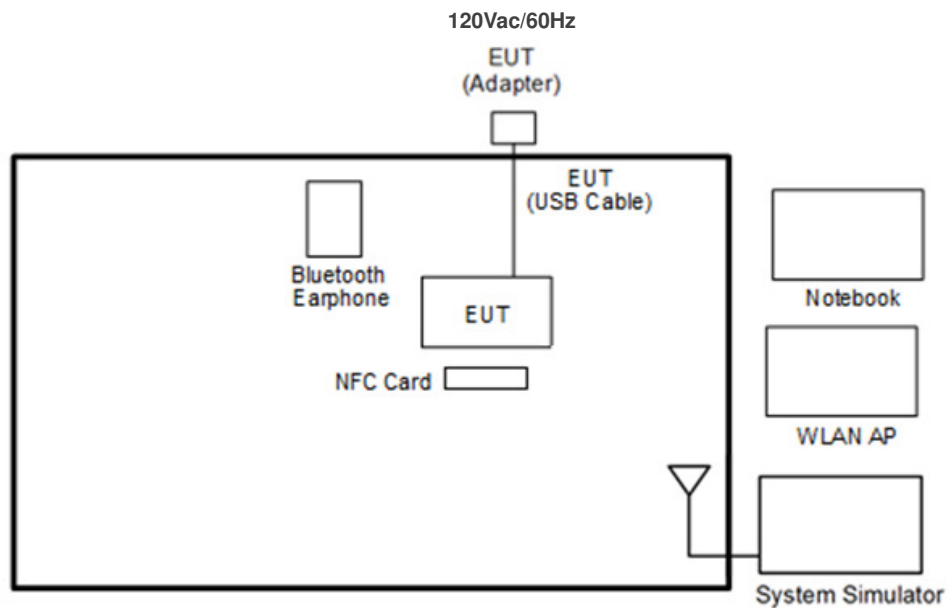 120Vac/60Hz
EUT
(Adapter)
EUT
(USB Cable)
Bluetooth
Earphone
EUT
Notebook
NFC Card
WLAN AP
System Simulator